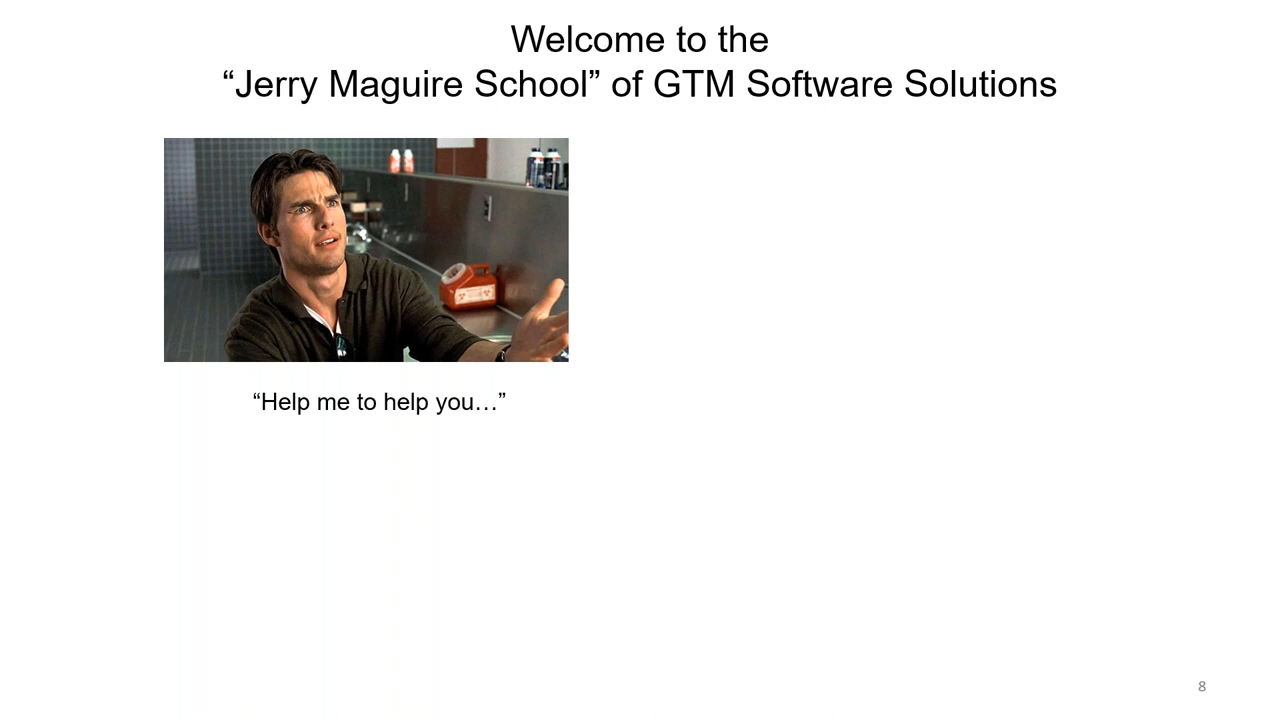 Welcome to the
“Jerry Maguire School” of GTM Software Solutions
“Help me to help you…”
8